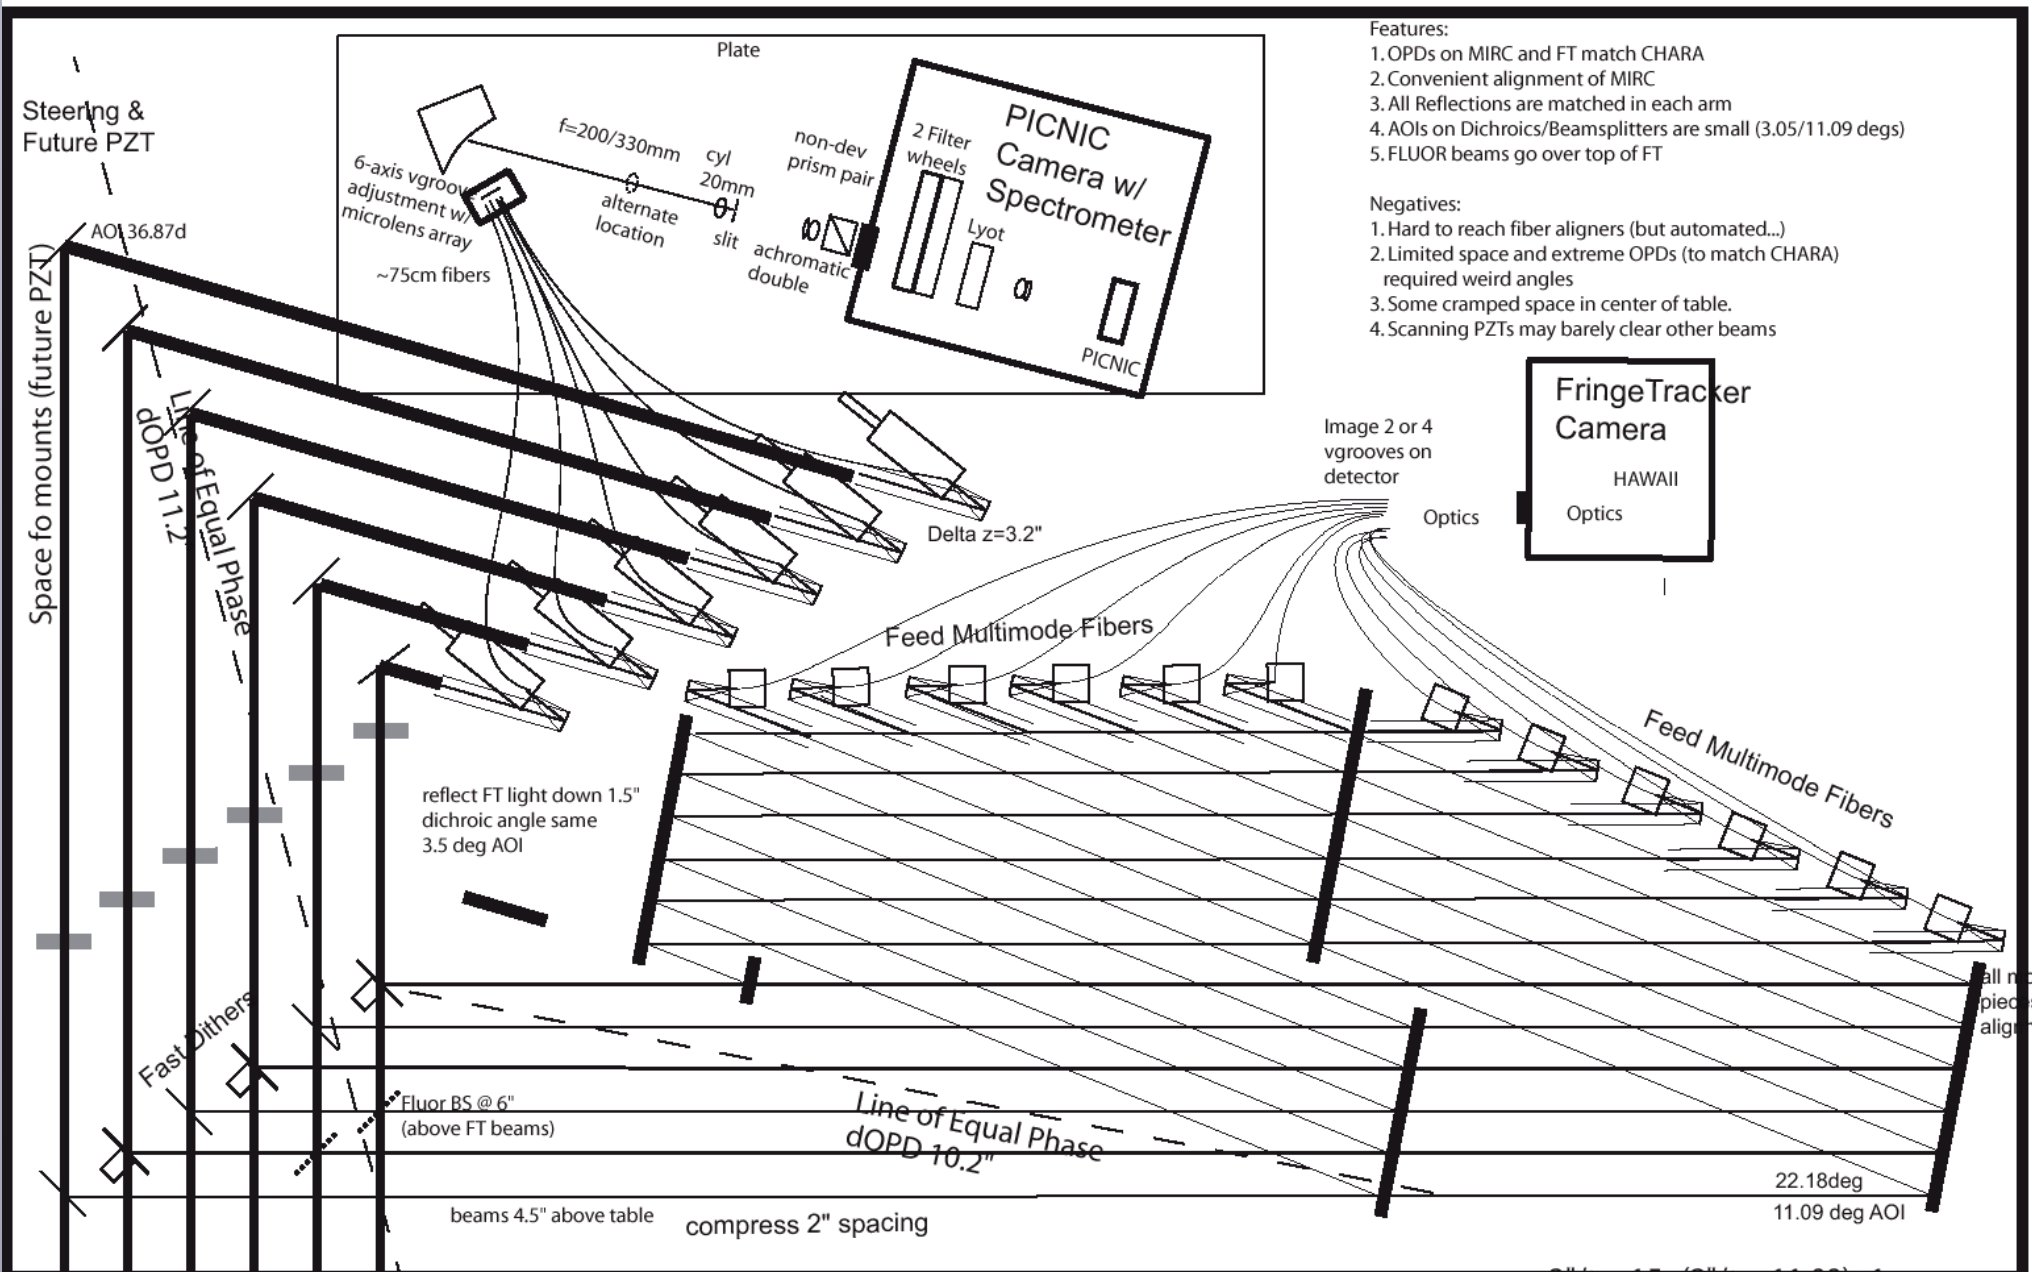 Plate
Features:
1. OPDs on MIRC and FT match CHARA
2. Convenient alignment of MIRC
3. All Reflections are matched in each arm
4. AOIs on Dichroics/Beamsplitters are small (3.05/11.09 degs)
5. FLUOR beams go over top of FT
Negatives:
1. Hard to reach fiber aligners (but automated...)
2. Limited space and extreme OPDs (to match CHARA)
required weird angles
3. Some cramped space in center of table.
4. Scanning PZTs may barely clear other beams
Steering &
Future PZT
AOI 36.87d
Space fo mounts (future PZT)
6-axis vgroov
adjustment w/
microlens array
~75cm fibers
f=200/330mm
alternate
location
cyl
20mm
slit
non-dev
prism pair
achromatic
double
2 Filter
wheels
Lyot
PICNIC
Camera w/
Spectrometer
PICNIC
Line of Equal Phase
dOPD 11.2"
Delta z=3.2"
Image 2 or 4
vgrooves on
detector
Optics
FringeTracker
Camera
HAWAII
Optics
Feed Multimode Fibers
Feed Multimode Fibers
reflect FT light down 1.5"
dichroic angle same
3.5 deg AOI
Fast Dithers
Fluor BS @ 6"
(above FT beams)
Line of Equal Phase
dOPD 10.2"
beams 4.5" above table
compress 2" spacing
22.18deg
11.09 deg AOI
all